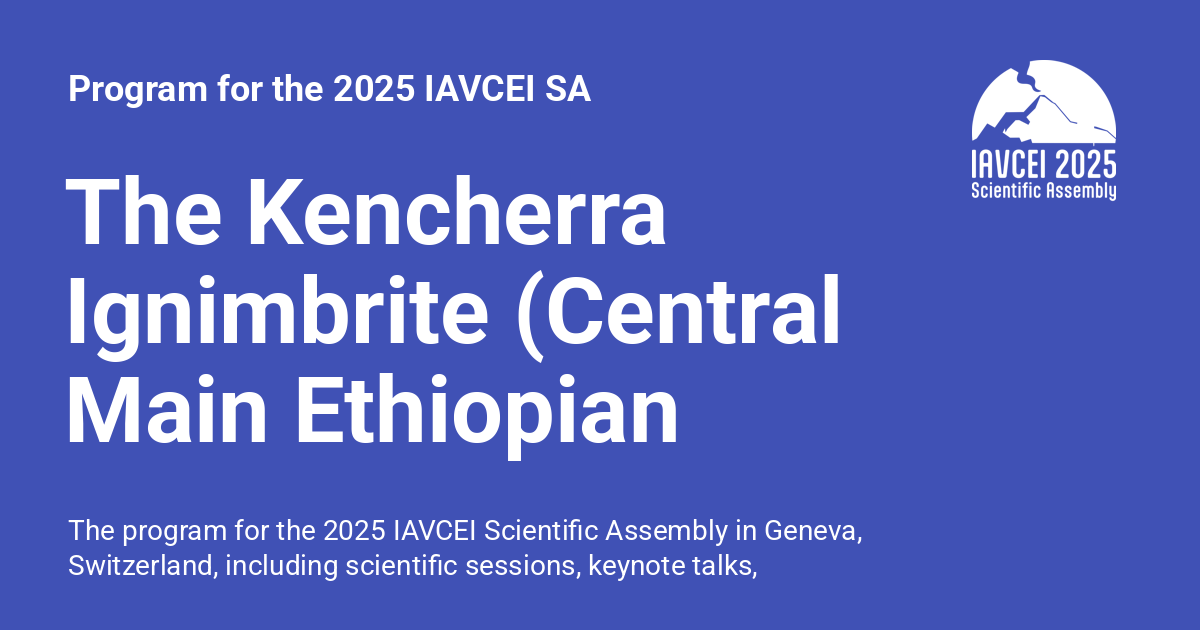 Program for the 2025 IAVCEI SA
IAVCEI 2025
Scientific Assembly
The Kencherra
Ignimbrite (Central
Main Ethiopian
The program for the 2025 IAVCEI Scientific Assembly in Geneva,
Switzerland, including scientific sessions, keynote talks,